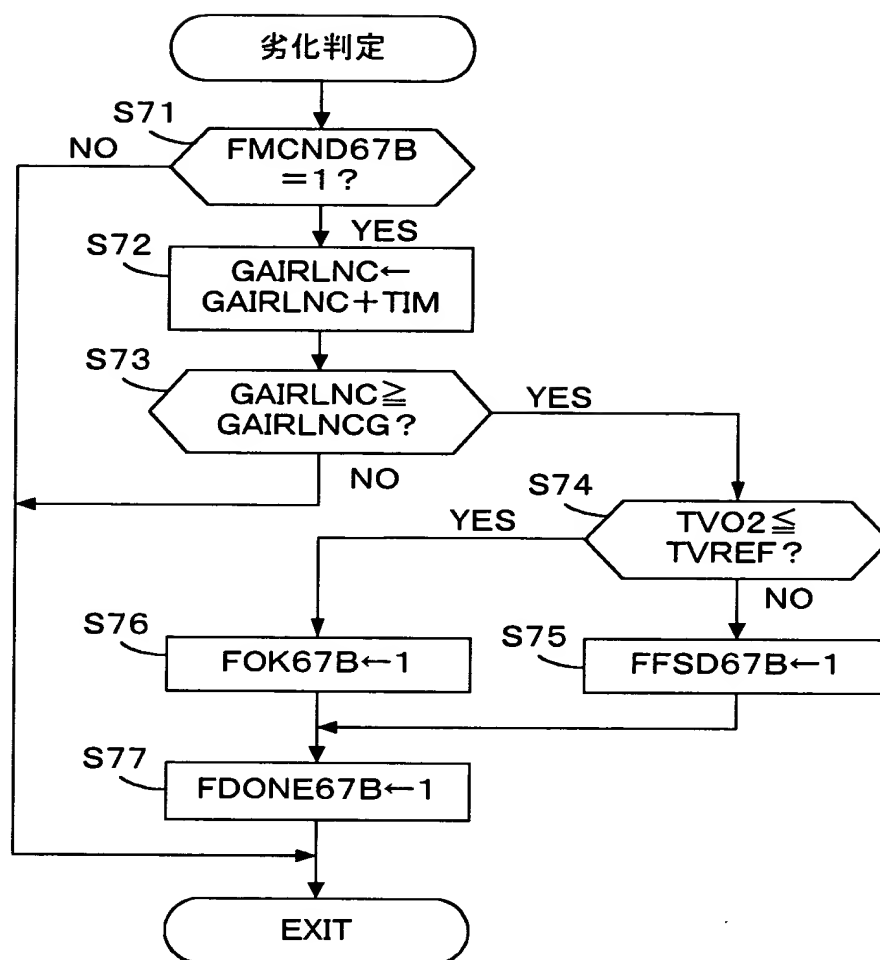 劣化判定
S71
NO
FMCND67B
=1?
YES
S72
GAIRLNC←
GAIRLNC+TIM
S73
GAIRLNC≧
GAIRLNCG?
YES
NO
S74
YES
TVO2≦
TVREF?
NO
S76
FOK67B←1
S75
FFSD67B←1
S77
FDONE67B←1
EXIT